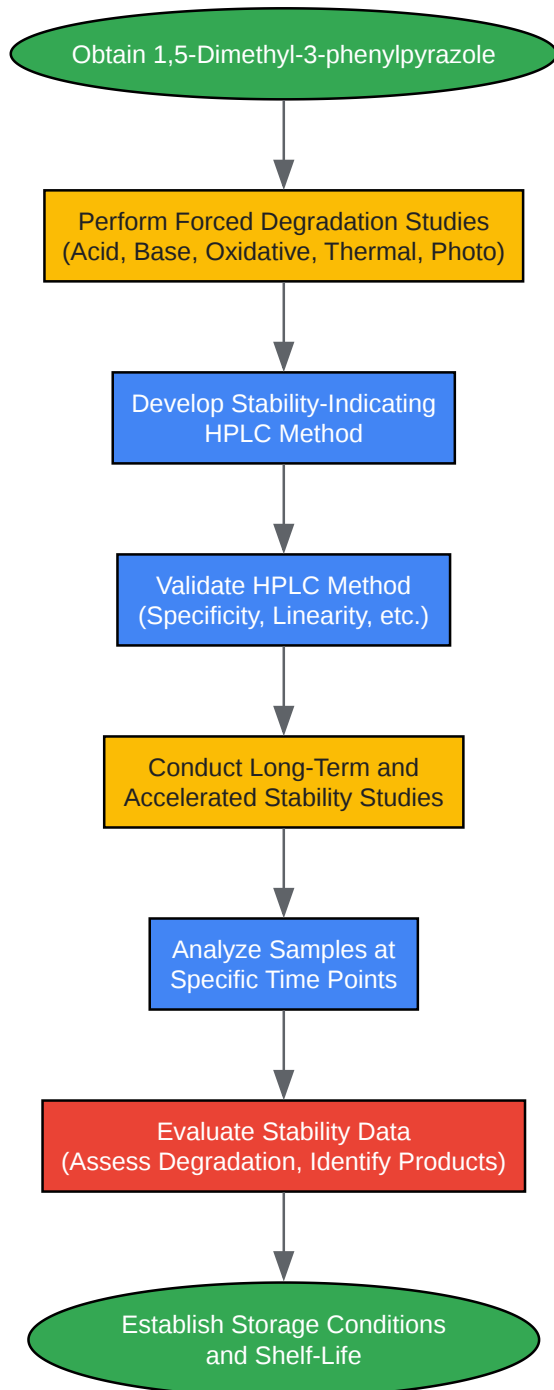 Obtain 1,5-Dimethyl-3-phenylpyrazole
Perform Forced Degradation Studies
(Acid, Base, Oxidative, Thermal, Photo)
Develop Stability-Indicating
HPLC Method
Validate HPLC Method
(Specificity, Linearity, etc.)
Conduct Long-Term and
Accelerated Stability Studies
Analyze Samples at
Specific Time Points
Evaluate Stability Data
(Assess Degradation, Identify Products)
Establish Storage Conditions
and Shelf-Life